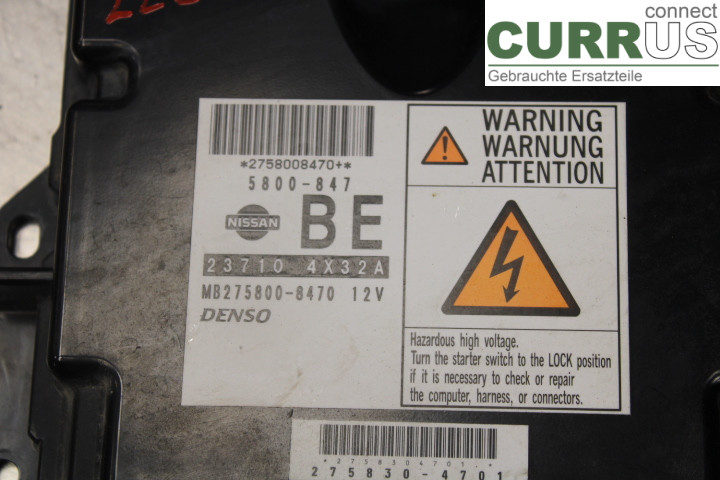 connect
CURRUS
Gebrauchte Ersatzteile
*2758008470+*
5800-847
NISSAN
BE
23710 4X32A
MB275800-8470 12V
DENSO
WARNING
WARNUNG
ATTENTION
Hazardous high voltage.
Turn the starter switch to the LOCK position
if it is necessary to check or repair
the computer, harness, or connectors.
275830-4701